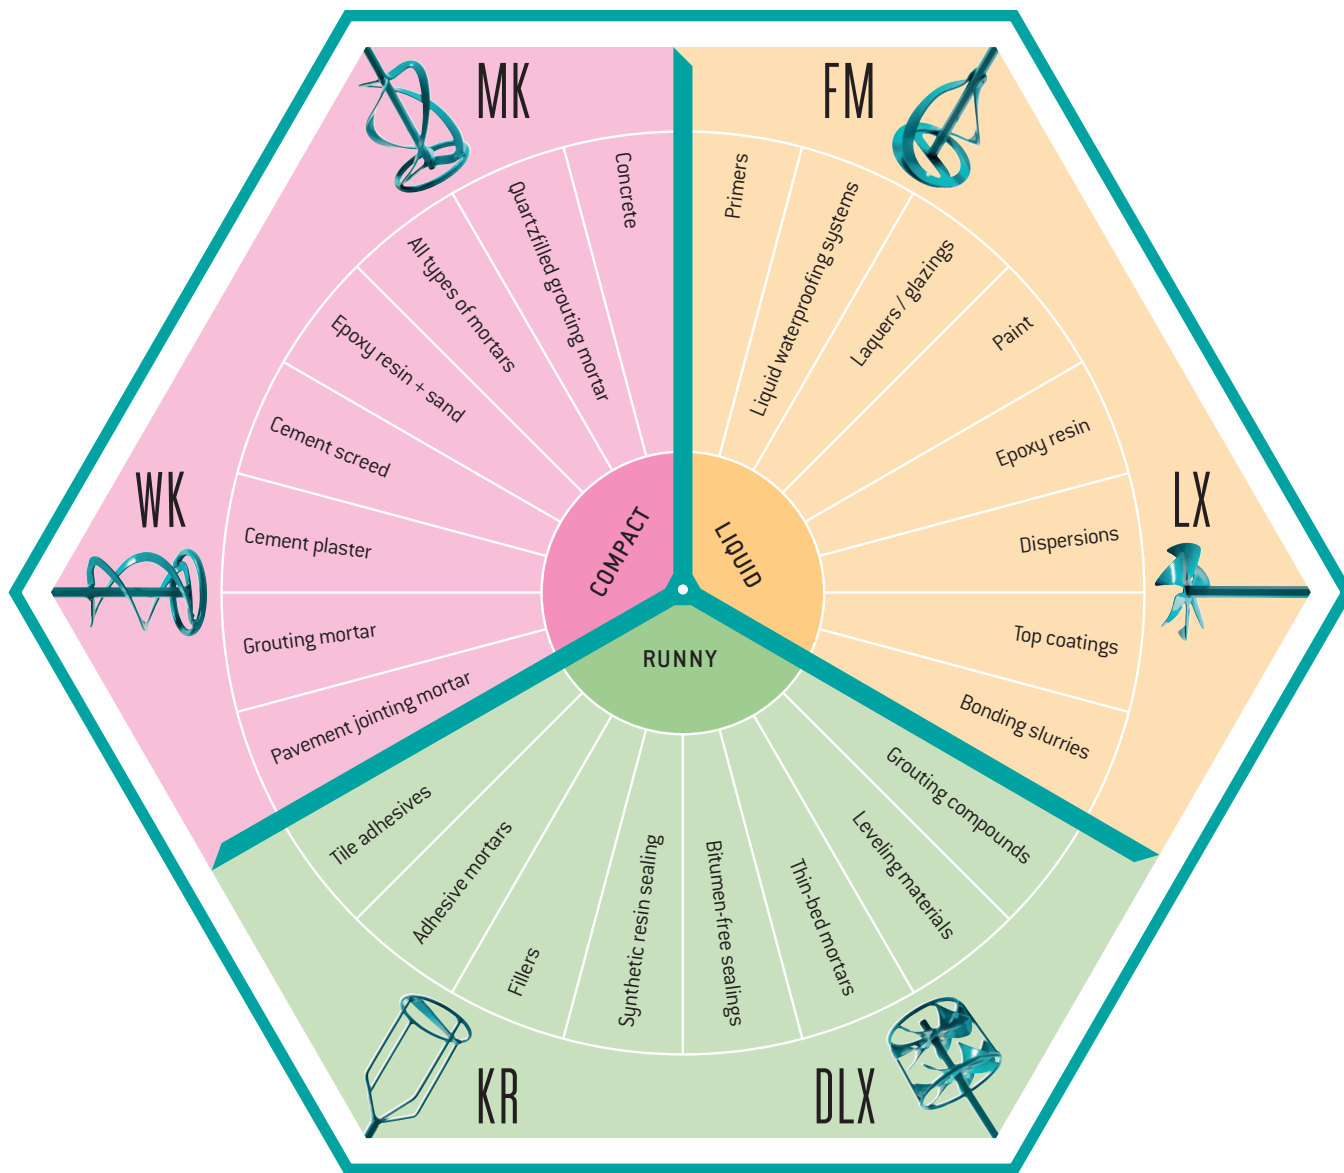 MK
FM
Concrete
Quartzfilled grouting mortar
All types of mortars
Epoxy resin + sand
Cement screed
Cement plaster
Grouting mortar
Pavement jointing mortar
WK
COMPACT
Primers
Liquid waterproofing systems
Laquers / glazings
Paint
Epoxy resin
Dispersions
Top coatings
Bonding slurries
LX
LIQUID
RUNNY
Tile adhesives
Adhesive mortars
Fillers
Synthetic resin sealing
Bitumen-free sealings
Thin-bed mortars
Leveling materials
Grouting compounds
KR
DLX